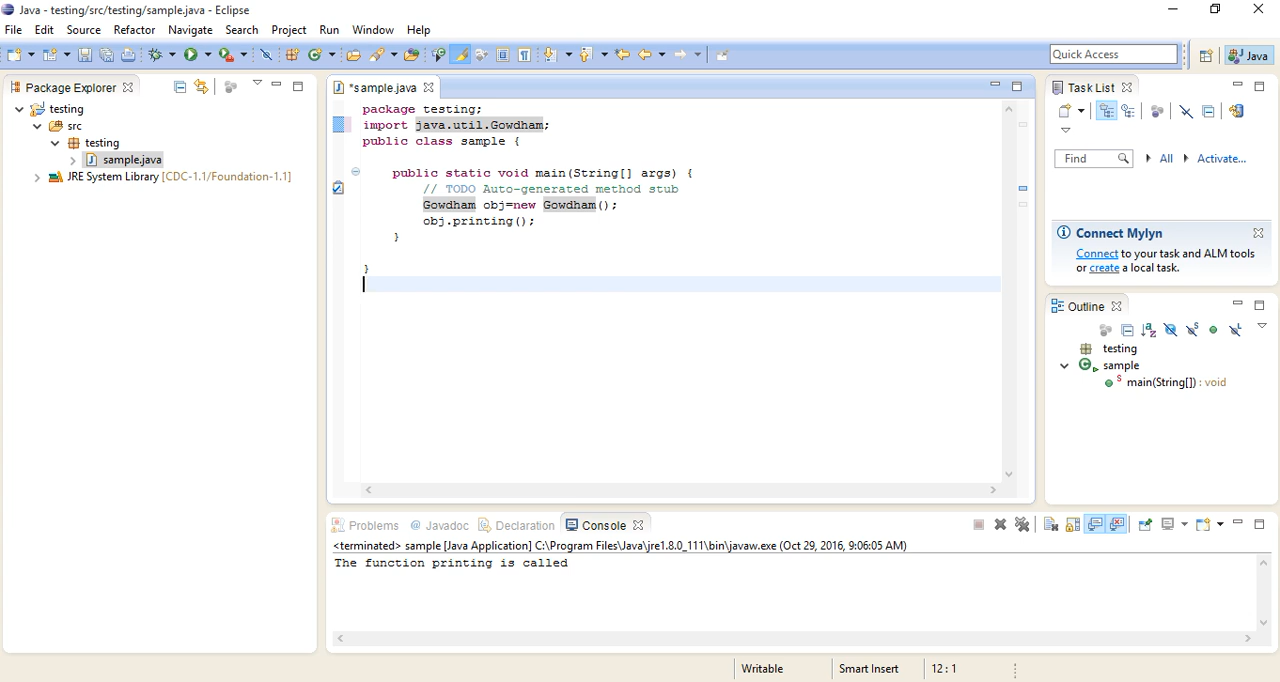 Java - testing/src/testing/sample.java - Eclipse
File Edit Source Refactor Navigate Search Project Run Window Help
Quick Access
Java
Package Explorer
testing
src
testing
sample.java
JRE System Library [CDC-1.1/Foundation-1.1]
*sample.java
package testing;
import java.util.Gowdham;
public class sample {
public static void main(String[] args) {
// TODO Auto-generated method stub
Gowdham obj=new Gowdham();
obj.printing();
}
}
Task List
Find All Activate...
Connect Mylyn
Connect to your task and ALM tools
or create a local task.
Outline
testing
sample
main(String[]) : void
Problems @ Javadoc Declaration Console
<terminated> sample [Java Application] C:\Program Files\Java\jre1.8.0_111\bin\javaw.exe (Oct 29, 2016, 9:06:05 AM)
The function printing is called
Writable Smart Insert 12 : 1